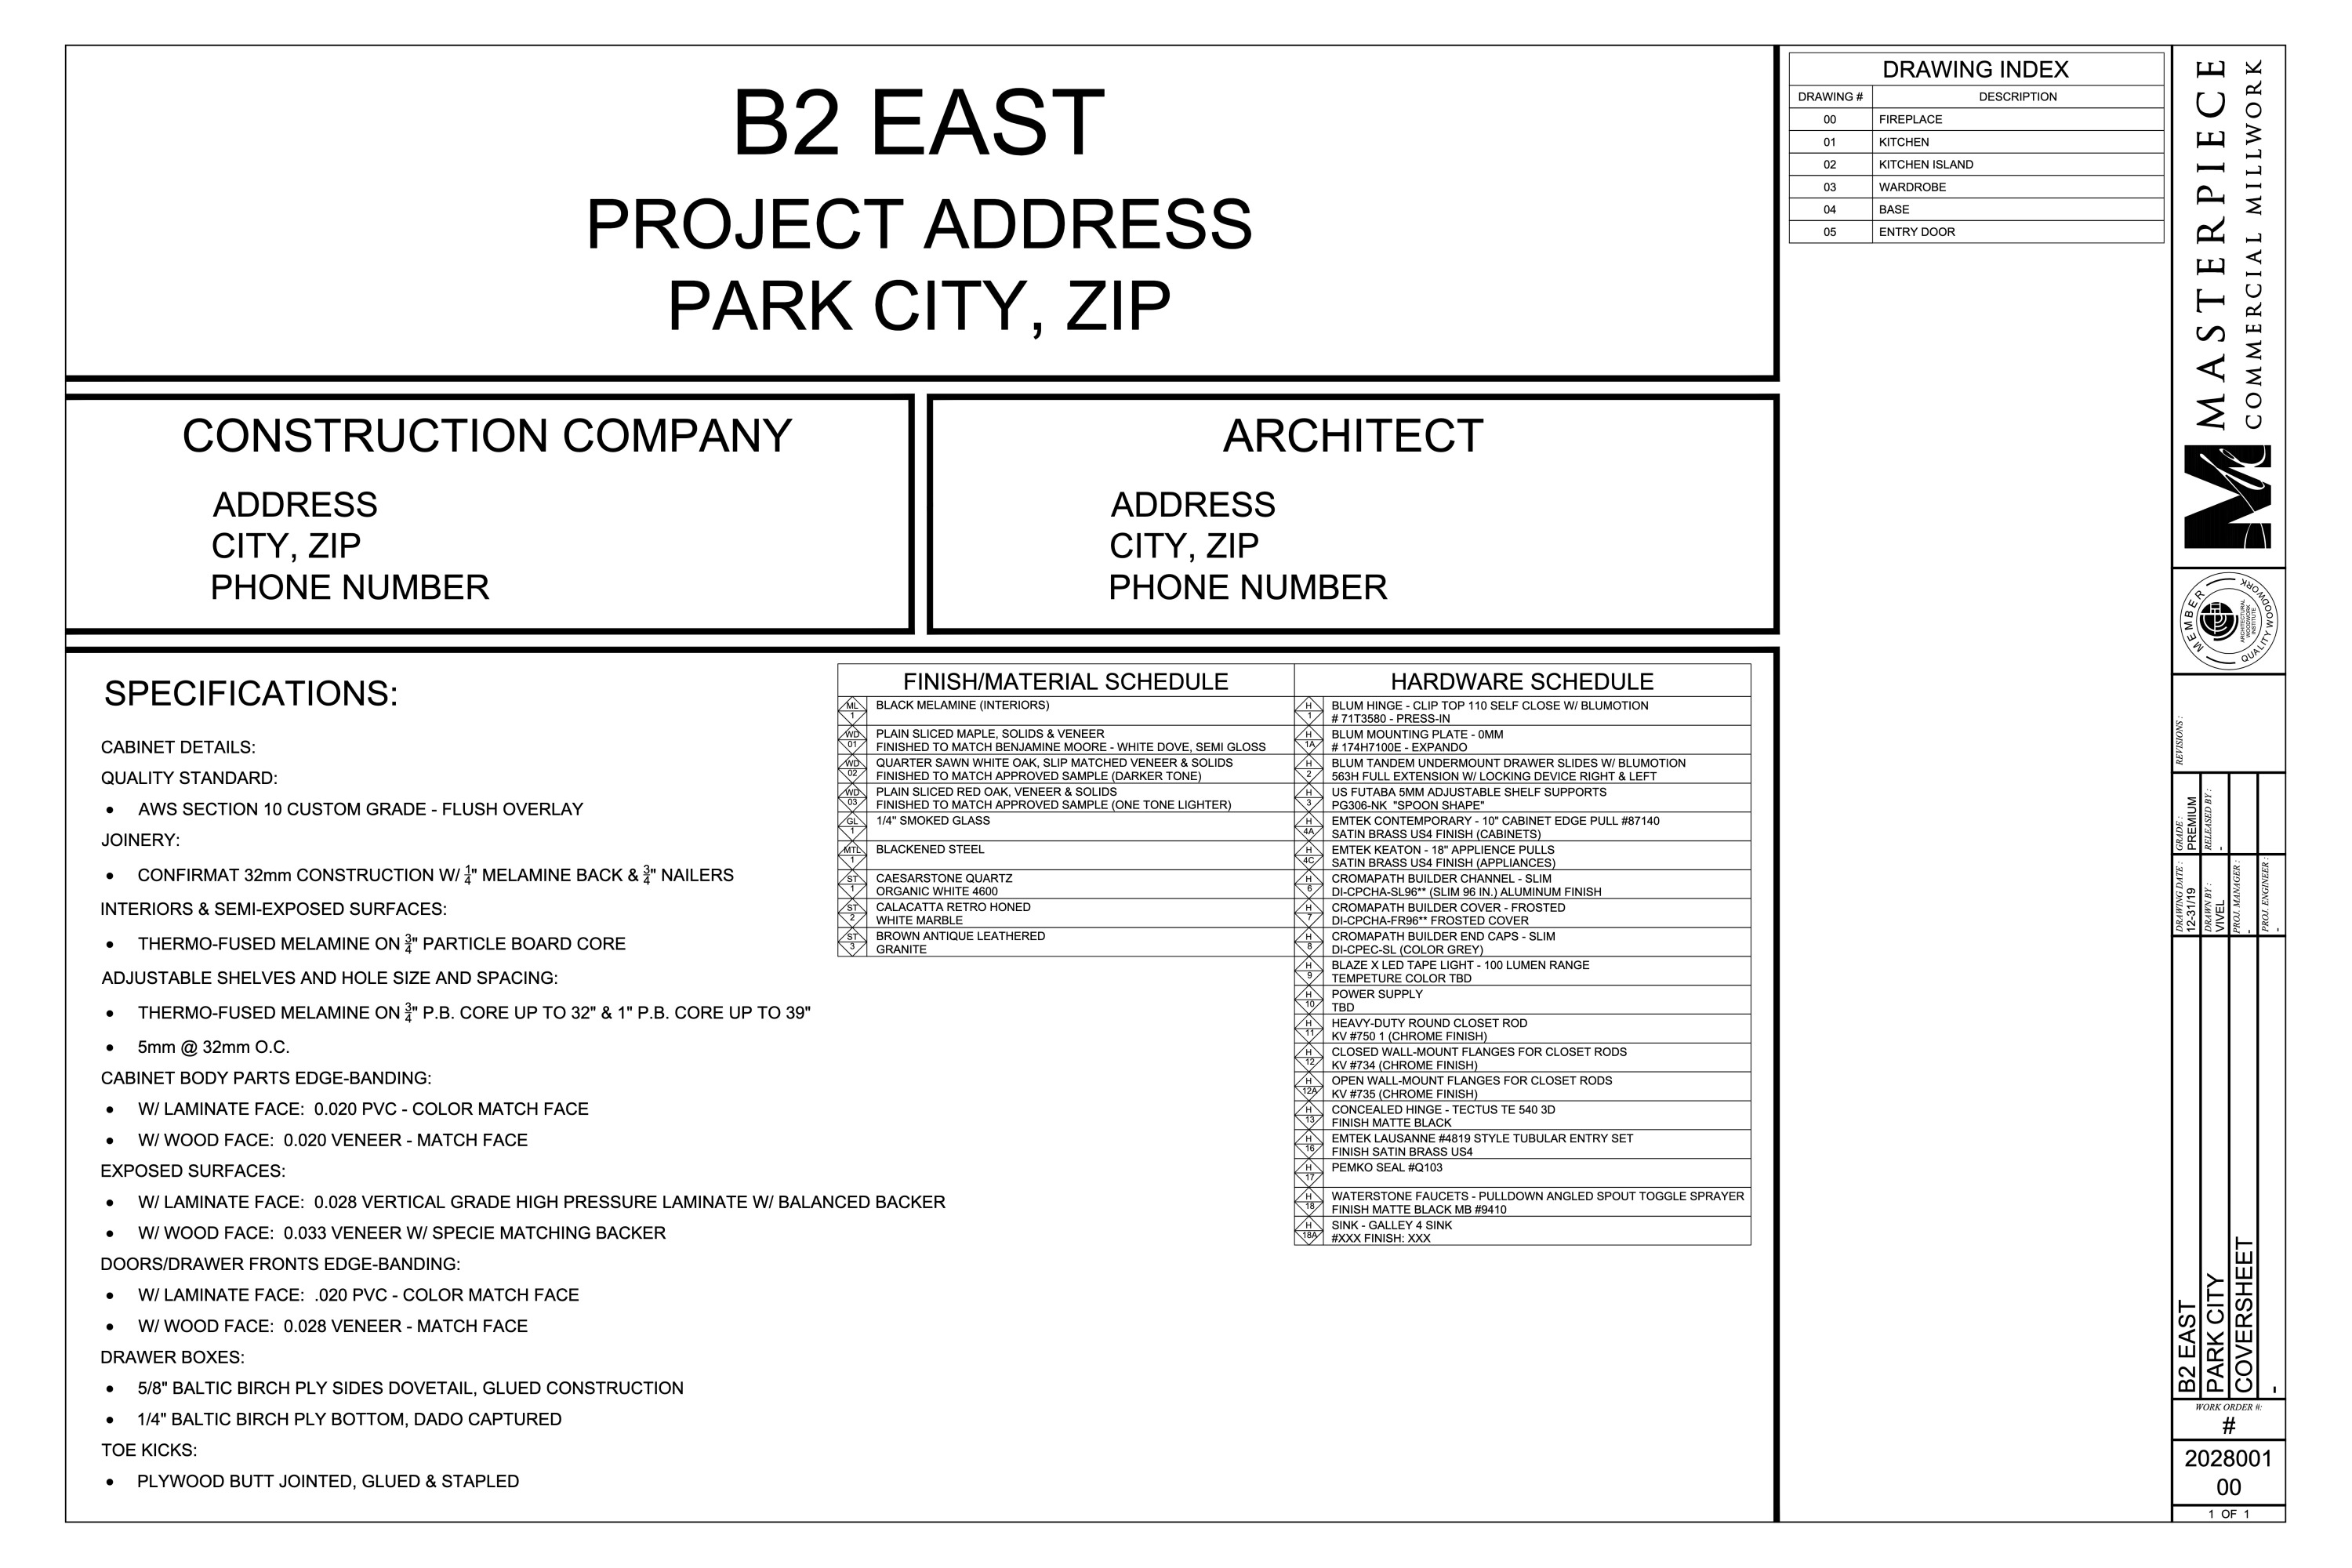 B2 EAST
PROJECT ADDRESS
PARK CITY, ZIP
CONSTRUCTION COMPANY
ADDRESS
CITY, ZIP
PHONE NUMBER
ARCHITECT
ADDRESS
CITY, ZIP
PHONE NUMBER
SPECIFICATIONS:
CABINET DETAILS:
QUALITY STANDARD:
• AWS SECTION 10 CUSTOM GRADE - FLUSH OVERLAY
JOINERY:
• CONFIRMAT 32mm CONSTRUCTION W/ 1/4" MELAMINE BACK & 3/4" NAILERS
INTERIORS & SEMI-EXPOSED SURFACES:
• THERMO-FUSED MELAMINE ON 3/4" PARTICLE BOARD CORE
ADJUSTABLE SHELVES AND HOLE SIZE AND SPACING:
• THERMO-FUSED MELAMINE ON 3/4" P.B. CORE UP TO 32" & 1" P.B. CORE UP TO 39"
• 5mm @ 32mm O.C.
CABINET BODY PARTS EDGE-BANDING:
• W/ LAMINATE FACE: 0.020 PVC - COLOR MATCH FACE
• W/ WOOD FACE: 0.020 VENEER - MATCH FACE
EXPOSED SURFACES:
• W/ LAMINATE FACE: 0.028 VERTICAL GRADE HIGH PRESSURE LAMINATE W/ BALANCED BACKER
• W/ WOOD FACE: 0.033 VENEER W/ SPECIE MATCHING BACKER
DOORS/DRAWER FRONTS EDGE-BANDING:
• W/ LAMINATE FACE: .020 PVC - COLOR MATCH FACE
• W/ WOOD FACE: 0.028 VENEER - MATCH FACE
DRAWER BOXES:
• 5/8" BALTIC BIRCH PLY SIDES DOVETAIL, GLUED CONSTRUCTION
• 1/4" BALTIC BIRCH PLY BOTTOM, DADO CAPTURED
TOE KICKS:
• PLYWOOD BUTT JOINTED, GLUED & STAPLED
FINISH/MATERIAL SCHEDULE
ML 1 BLACK MELAMINE (INTERIORS)
WD 01 PLAIN SLICED MAPLE, SOLIDS & VENEER
FINISHED TO MATCH BENJAMINE MOORE - WHITE DOVE, SEMI GLOSS
WD 02 QUARTER SAWN WHITE OAK, SLIP MATCHED VENEER & SOLIDS
FINISHED TO MATCH APPROVED SAMPLE (DARKER TONE)
WD 03 PLAIN SLICED RED OAK, VENEER & SOLIDS
FINISHED TO MATCH APPROVED SAMPLE (ONE TONE LIGHTER)
GL 1 1/4" SMOKED GLASS
MTL 1 BLACKENED STEEL
ST 1 CAESARSTONE QUARTZ
ORGANIC WHITE 4600
ST 2 CALACATTA RETRO HONED
WHITE MARBLE
ST 3 BROWN ANTIQUE LEATHERED
GRANITE
HARDWARE SCHEDULE
H 1 BLUM HINGE - CLIP TOP 110 SELF CLOSE W/ BLUMOTION
# 71T3580 - PRESS-IN
H 1A BLUM MOUNTING PLATE - 0MM
# 174H7100E - EXPANDO
H 2 BLUM TANDEM UNDERMOUNT DRAWER SLIDES W/ BLUMOTION
563H FULL EXTENSION W/ LOCKING DEVICE RIGHT & LEFT
H 3 US FUTABA 5MM ADJUSTABLE SHELF SUPPORTS
PG306-NK "SPOON SHAPE"
H 4A EMTEK CONTEMPORARY - 10" CABINET EDGE PULL #87140
SATIN BRASS US4 FINISH (CABINETS)
H 4C EMTEK KEATON - 18" APPLIENCE PULLS
SATIN BRASS US4 FINISH (APPLIANCES)
H 6 CROMAPATH BUILDER CHANNEL - SLIM
DI-CPCHA-SL96** (SLIM 96 IN.) ALUMINUM FINISH
H 7 CROMAPATH BUILDER COVER - FROSTED
DI-CPCHA-FR96** FROSTED COVER
H 8 CROMAPATH BUILDER END CAPS - SLIM
DI-CPEC-SL (COLOR GREY)
H 9 BLAZE X LED TAPE LIGHT - 100 LUMEN RANGE
TEMPETURE COLOR TBD
H 10 POWER SUPPLY
TBD
H 11 HEAVY-DUTY ROUND CLOSET ROD
KV #750 1 (CHROME FINISH)
H 12 CLOSED WALL-MOUNT FLANGES FOR CLOSET RODS
KV #734 (CHROME FINISH)
H 12A OPEN WALL-MOUNT FLANGES FOR CLOSET RODS
KV #735 (CHROME FINISH)
H 13 CONCEALED HINGE - TECTUS TE 540 3D
FINISH MATTE BLACK
H 16 EMTEK LAUSANNE #4819 STYLE TUBULAR ENTRY SET
FINISH SATIN BRASS US4
H 17 PEMKO SEAL #Q103
H 18 WATERSTONE FAUCETS - PULLDOWN ANGLED SPOUT TOGGLE SPRAYER
FINISH MATTE BLACK MB #9410
H 18A SINK - GALLEY 4 SINK
#XXX FINISH: XXX
DRAWING INDEX
DRAWING # DESCRIPTION
00 FIREPLACE
01 KITCHEN
02 KITCHEN ISLAND
03 WARDROBE
04 BASE
05 ENTRY DOOR
MASTERPIECE
COMMERCIAL MILLWORK
M
MEMBER
ARCHITECTURAL
WOODWORK
INSTITUTE
QUALITY WOODWORK
REVISIONS :
GRADE :
PREMIUM
RELEASED BY :
-
DRAWING DATE :
12-31/19
DRAWN BY :
VIVEL
PROJ. MANAGER :
-
PROJ. ENGINEER :
-
B2 EAST
PARK CITY
COVERSHEET
-
WORK ORDER #:
#
2028001
00
1 OF 1